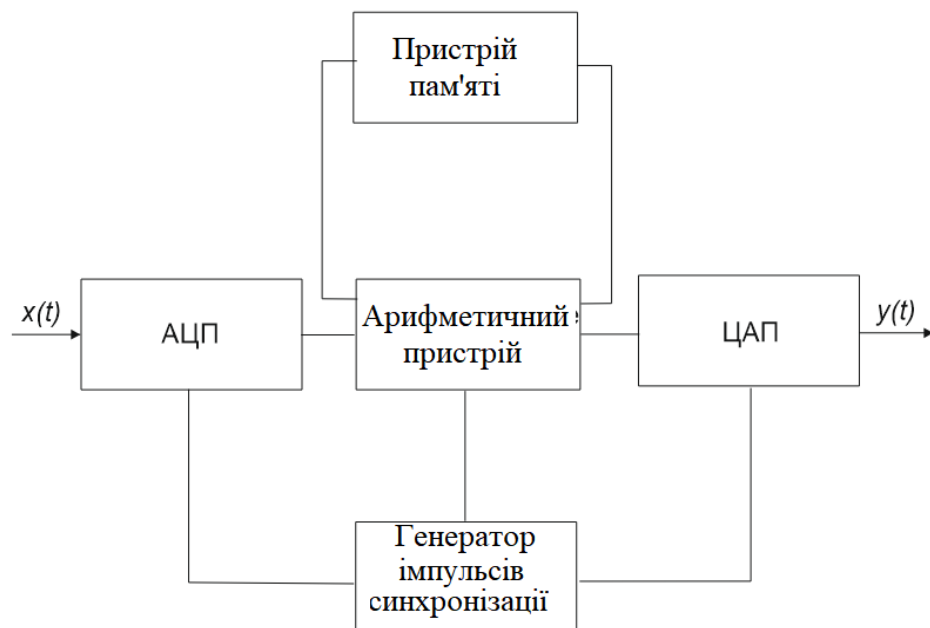 Пристрій
пам'яті
x(t)
АЦП
Арифметичний
пристрій
ЦАП
y(t)
Генератор
імпульсів
синхронізації